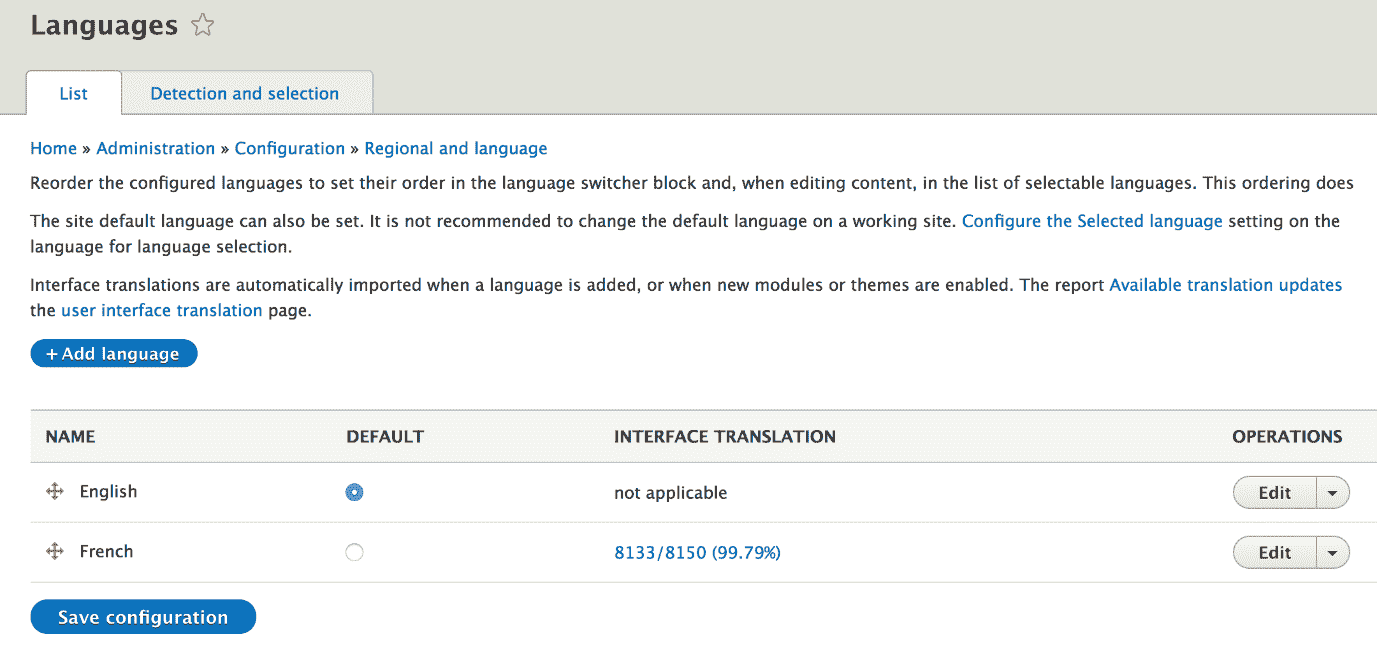 Languages
List Detection and selection
Home » Administration » Configuration » Regional and language
Reorder the configured languages to set their order in the language switcher block and, when editing content, in the list of selectable languages. This ordering does
The site default language can also be set. It is not recommended to change the default language on a working site. Configure the Selected language setting on the
language for language selection.
Interface translations are automatically imported when a language is added, or when new modules or themes are enabled. The report Available translation updates
the user interface translation page.
+ Add language
NAME DEFAULT INTERFACE TRANSLATION OPERATIONS
English not applicable Edit
French 8133/8150 (99.79%) Edit
Save configuration